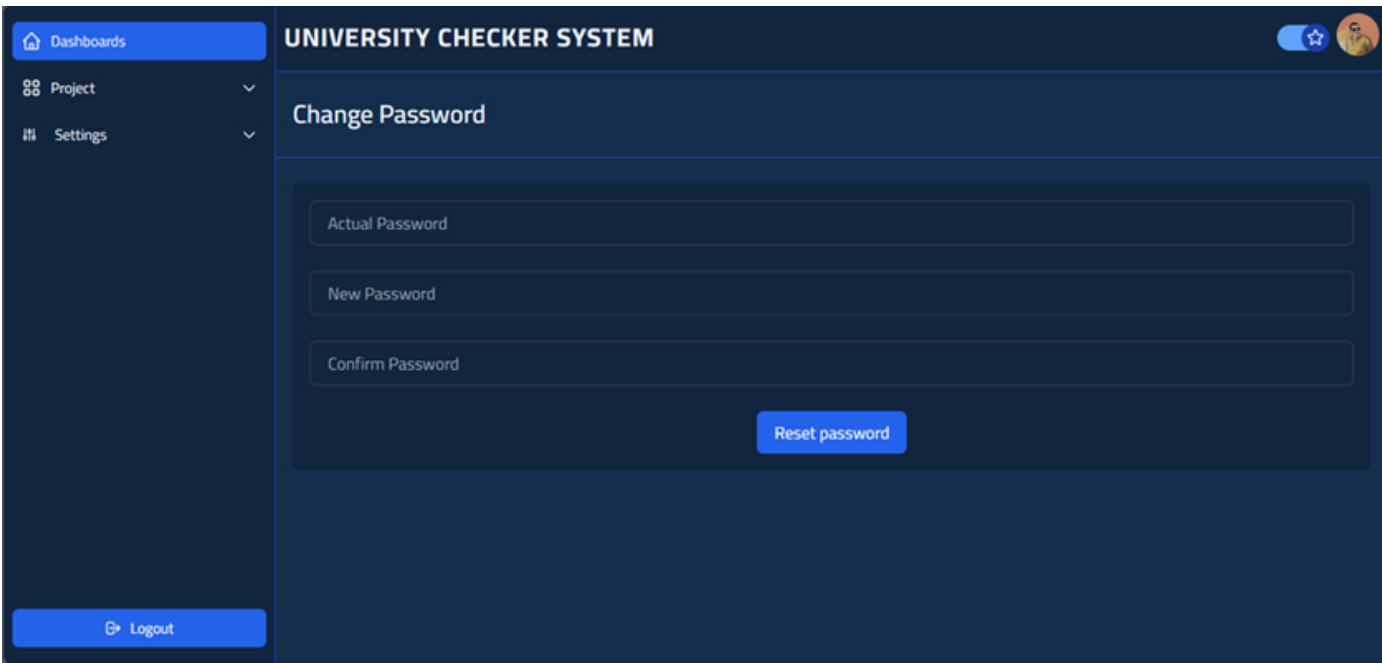 Dashboards
Project
Settings
Logout
UNIVERSITY CHECKER SYSTEM
Change Password
Actual Password
New Password
Confirm Password
Reset password